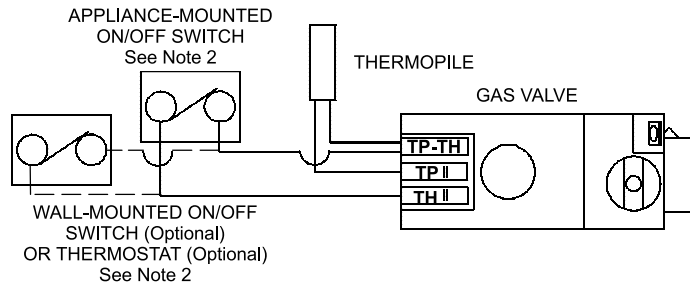 APPLIANCE-MOUNTED
ON/OFF SWITCH
See Note 2
THERMOPILE
GAS VALVE
TP-TH
TP
TH
WALL-MOUNTED ON/OFF
SWITCH (Optional)
OR THERMOSTAT (Optional)
See Note 2